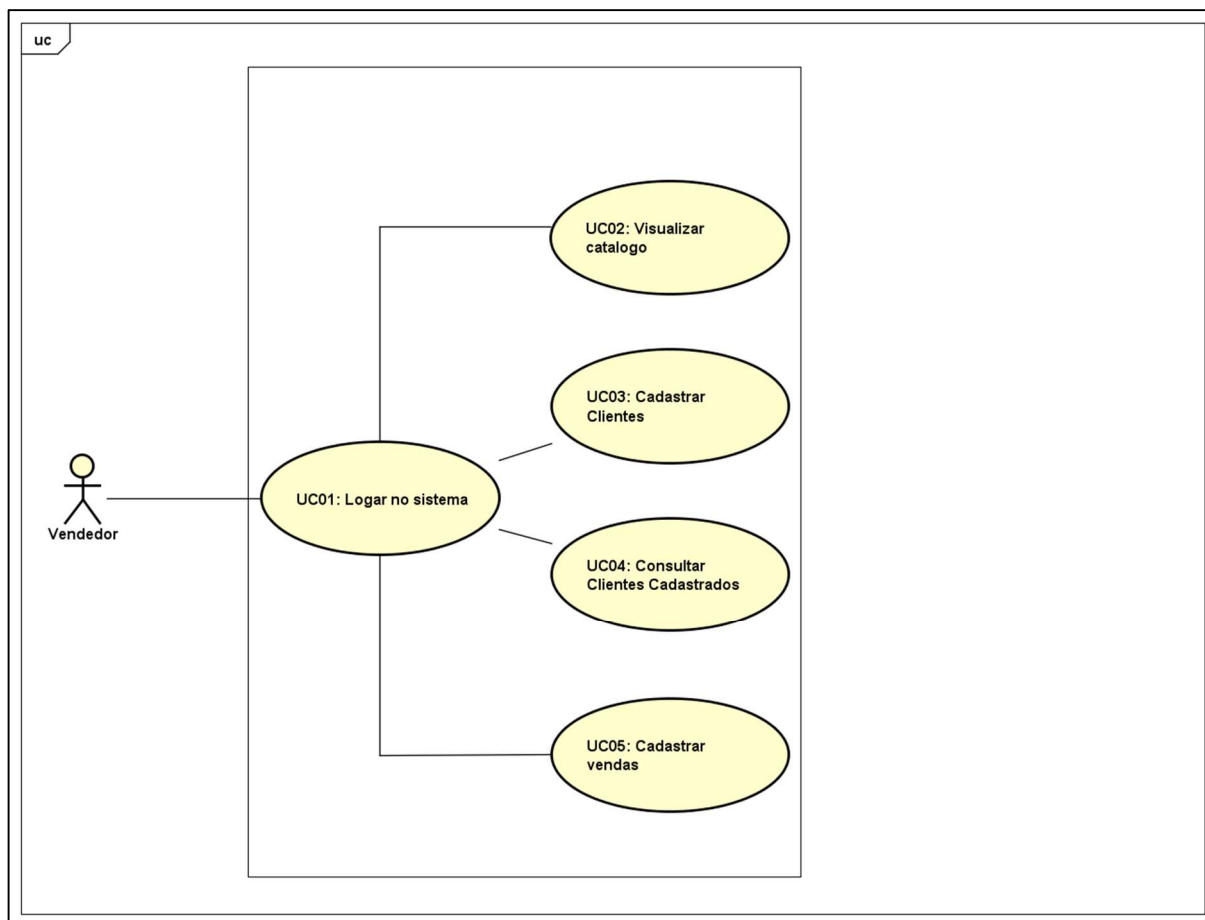 uc
UC02: Visualizar
catalogo
UC03: Cadastrar
Clientes
UC01: Logar no sistema
Vendedor
UC04: Consultar
Clientes Cadastrados
UC05: Cadastrar
vendas